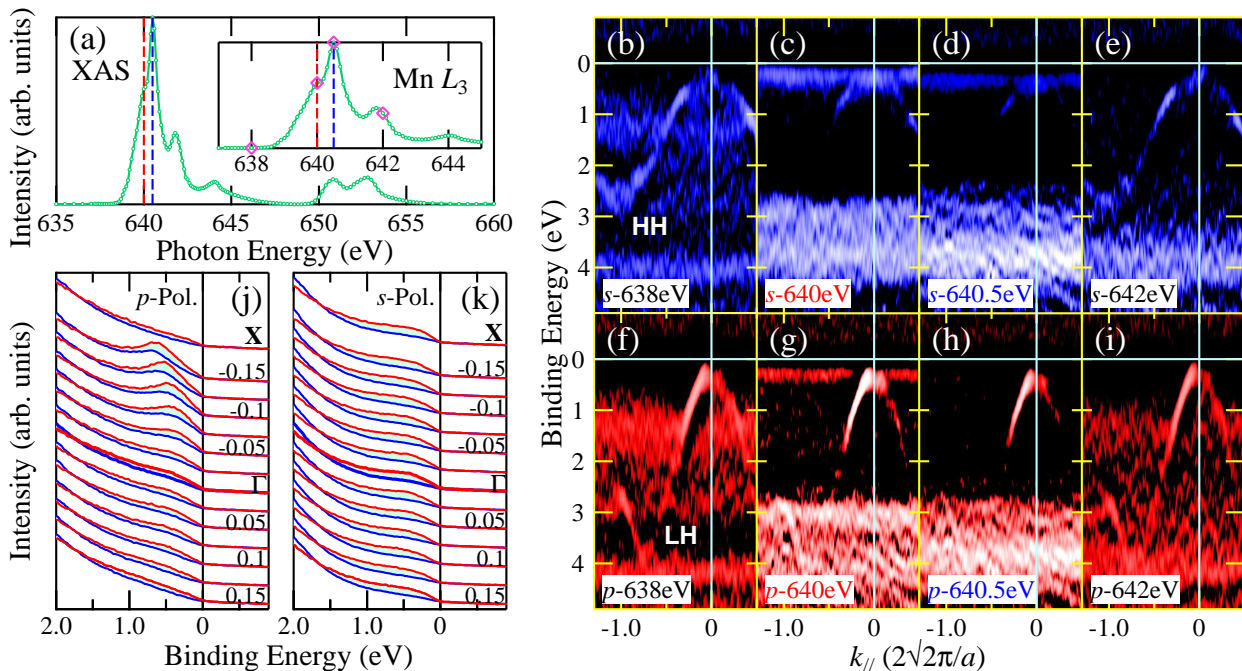 (a)
XAS
Mn L3
638 640 642 644
635 640 645 650 655 660
Photon Energy (eV)
Intensity (arb. units)
(j)
p-Pol.
X
-0.15
-0.1
-0.05
Γ
0.05
0.1
0.15
2.0 1.0 0
(k)
s-Pol.
X
-0.15
-0.1
-0.05
Γ
0.05
0.1
0.15
2.0 1.0 0
Intensity (arb. units)
Binding Energy (eV)
(b) (c) (d) (e)
0
1
2
3
4
HH
s-638eV s-640eV s-640.5eV s-642eV
Binding Energy (eV)
(f) (g) (h) (i)
0
1
2
3
4
LH
p-638eV p-640eV p-640.5eV p-642eV
-1.0 0 -1.0 0 -1.0 0 -1.0 0
k// (2√2π/a)